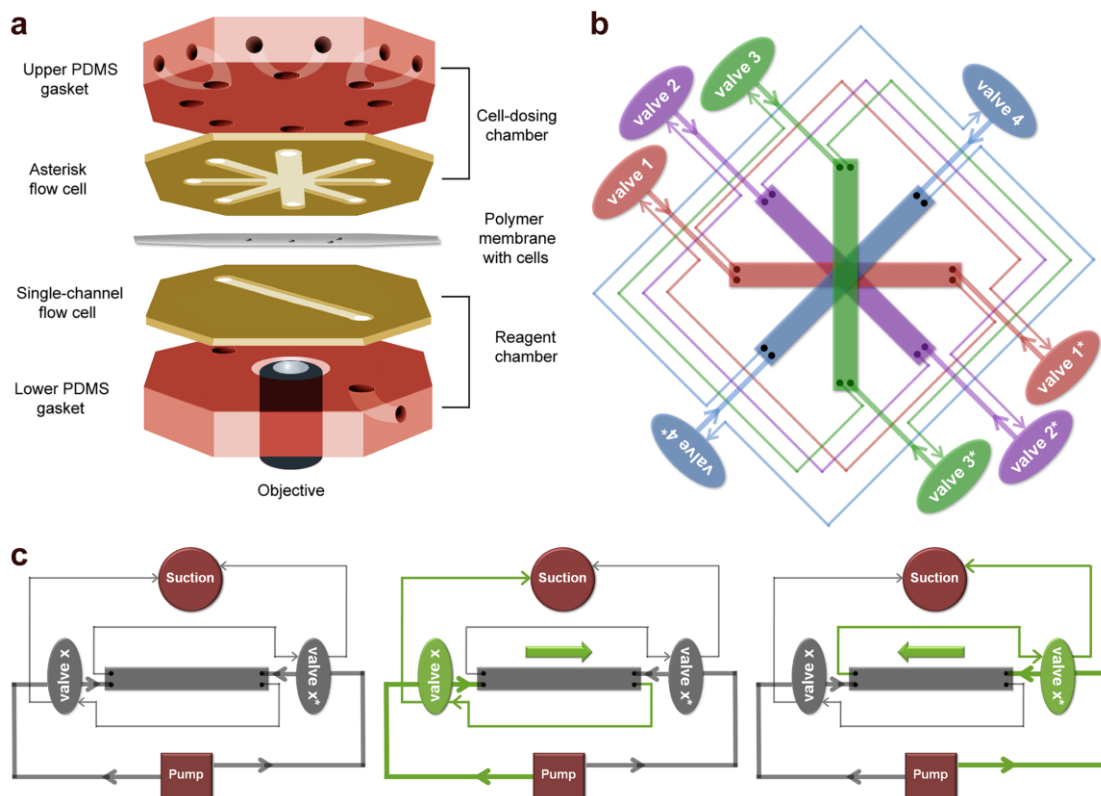 a
Upper PDMS
gasket
Cell-dosing
chamber
Asterisk
flow cell
Polymer
membrane
with cells
Single-channel
flow cell
Reagent
chamber
Lower PDMS
gasket
Objective
b
valve 3
valve 2
valve 4
valve 1
valve 1*
valve 2*
valve 3*
valve 4*
c
Suction
valve x
valve x*
Pump
Suction
valve x
valve x*
Pump
Suction
valve x
valve x*
Pump